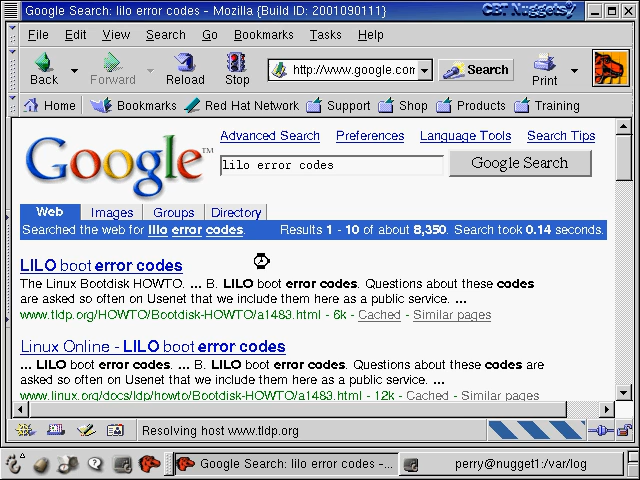 Google Search: lilo error codes - Mozilla {Build ID: 2001090111}
CBT Nuggets
File Edit View Search Go Bookmarks Tasks Help
Back Forward Reload Stop http://www.google.com Search Print
Home Bookmarks Red Hat Network Support Shop Products Training
Google™
Advanced Search Preferences Language Tools Search Tips
lilo error codes Google Search
Web Images Groups Directory
Searched the web for lilo error codes. Results 1 - 10 of about 8,350. Search took 0.14 seconds.
LILO boot error codes
The Linux Bootdisk HOWTO. ... B. LILO boot error codes. Questions about these codes
are asked so often on Usenet that we include them here as a public service. ...
www.tldp.org/HOWTO/Bootdisk-HOWTO/a1483.html - 6k - Cached - Similar pages
Linux Online - LILO boot error codes
... LILO boot error codes. ... B. LILO boot error codes. Questions about these codes are
asked so often on Usenet that we include them here as a public service. ...
www.linux.org/docs/ldp/howto/Bootdisk-HOWTO/a1483.html - 12k - Cached - Similar pages
Resolving host www.tldp.org
Google Search: lilo error codes -... perry@nugget1:/var/log